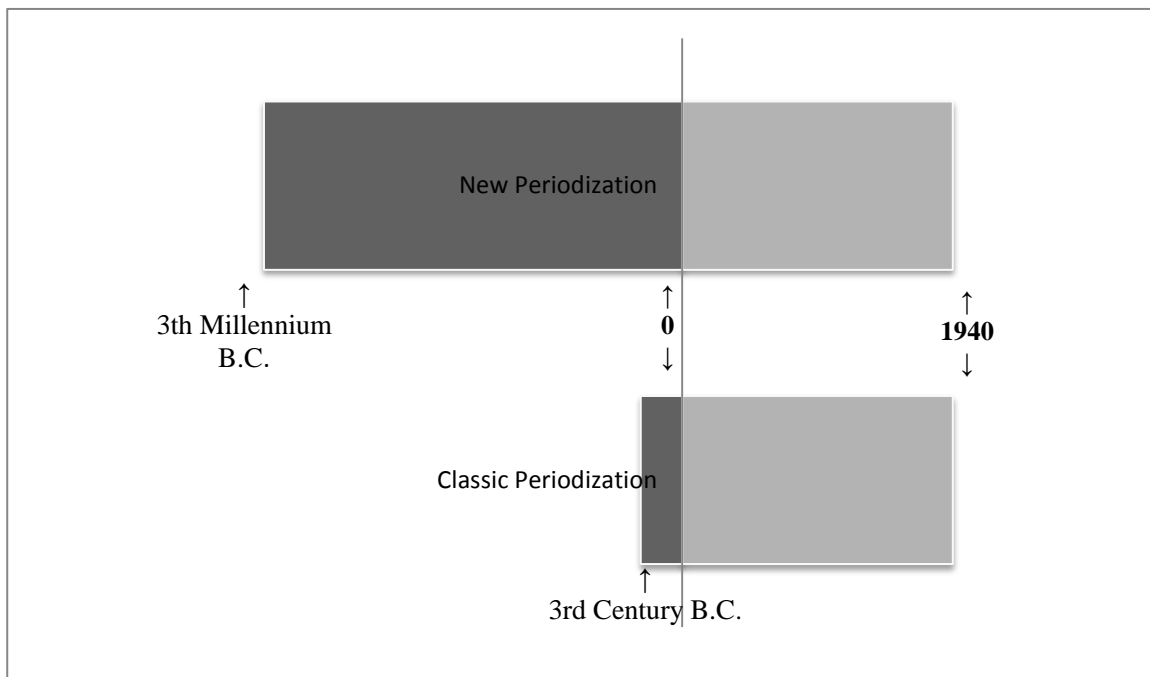 New Periodization
↑
3th Millennium
B.C.
↑
0
↓
↑
1940
↓
Classic Periodization
↑
3rd Century B.C.